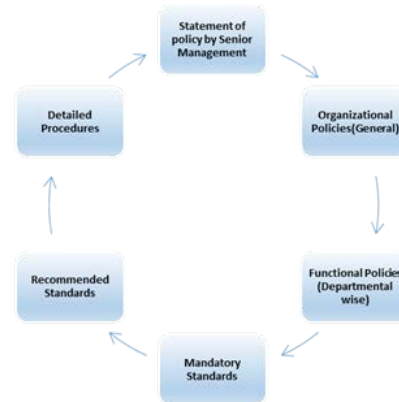 Statement of
policy by Senior
Management
Organizational
Policies(General)
Functional Policies
(Departmental
wise)
Mandatory
Standards
Recommended
Standards
Detailed
Procedures